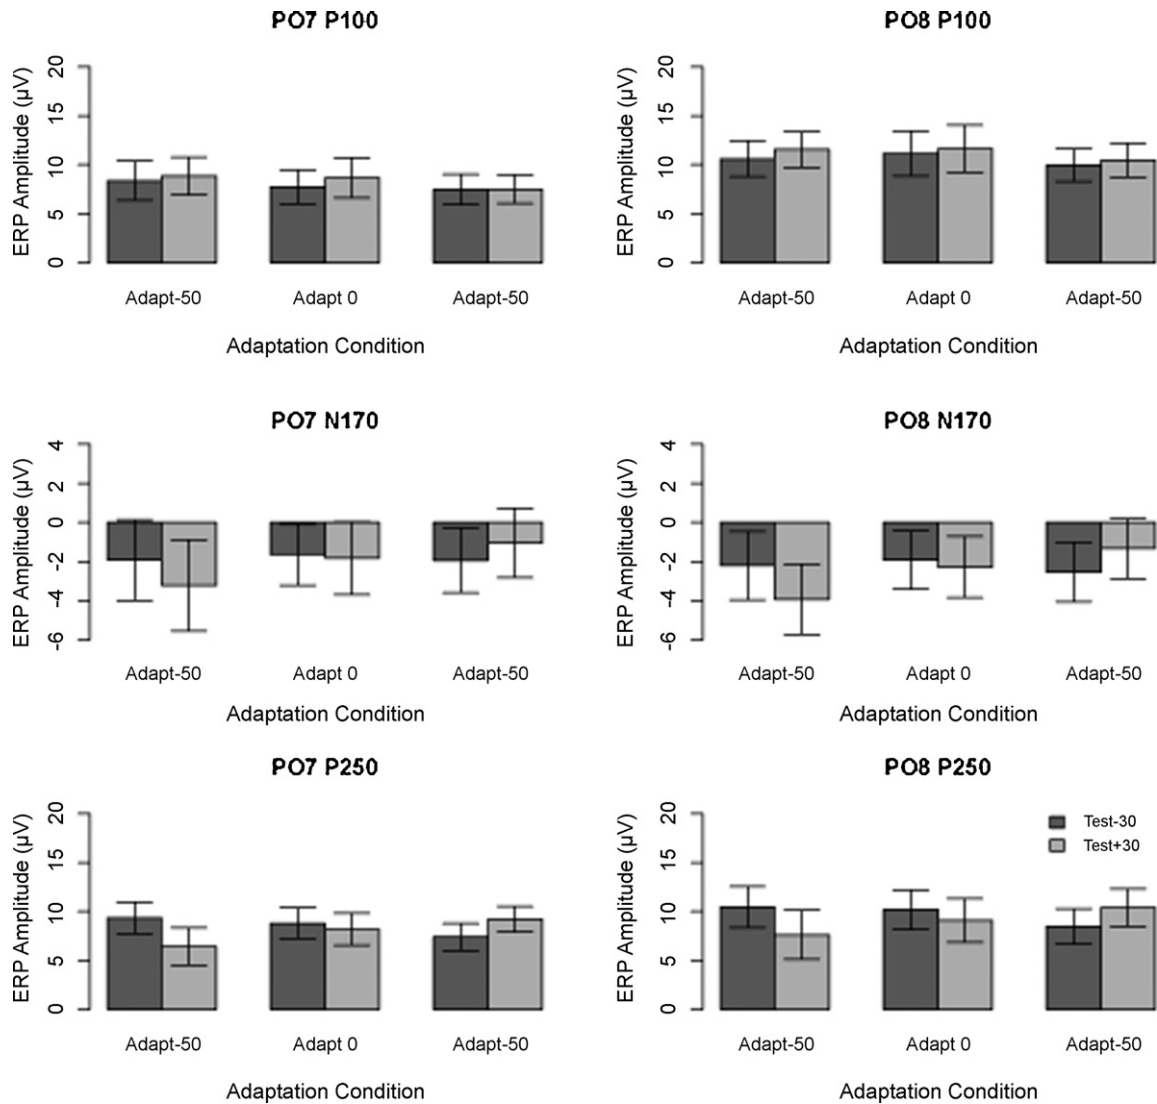 PO7 P100
PO8 P100
ERP Amplitude (µV)
20
15
10
5
0
Adapt-50 Adapt 0 Adapt-50
Adaptation Condition
ERP Amplitude (µV)
20
15
10
5
0
Adapt-50 Adapt 0 Adapt-50
Adaptation Condition
PO7 N170
PO8 N170
ERP Amplitude (µV)
4
2
0
-2
-4
-6
Adapt-50 Adapt 0 Adapt-50
Adaptation Condition
ERP Amplitude (µV)
4
2
0
-2
-4
-6
Adapt-50 Adapt 0 Adapt-50
Adaptation Condition
PO7 P250
PO8 P250
ERP Amplitude (µV)
20
15
10
5
0
Adapt-50 Adapt 0 Adapt-50
Adaptation Condition
ERP Amplitude (µV)
20
15
10
5
0
Test-30
Test+30
Adapt-50 Adapt 0 Adapt-50
Adaptation Condition